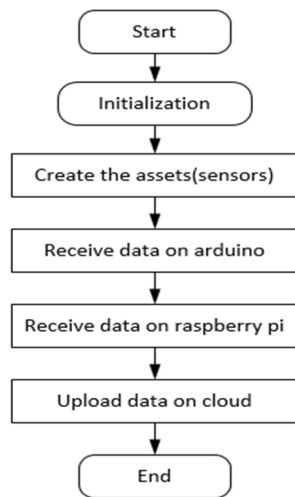 Start
Initialization
Create the assets(sensors)
Receive data on arduino
Receive data on raspberry pi
Upload data on cloud
End